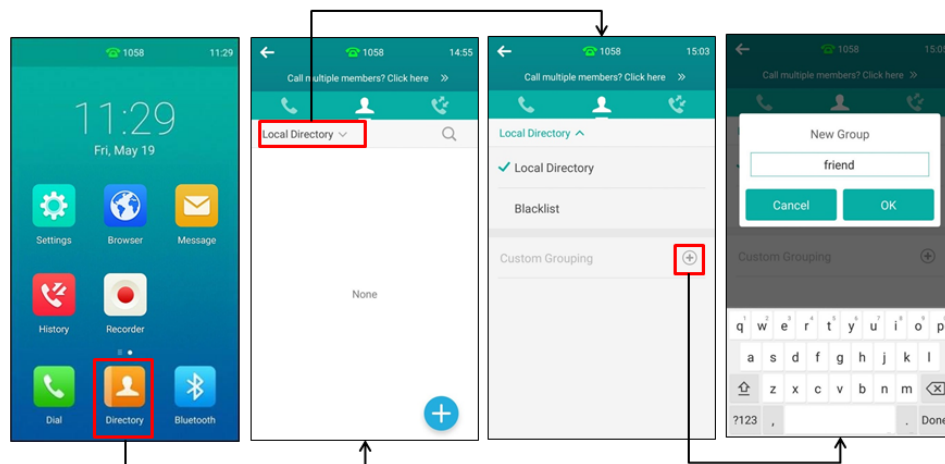 1058 11:29
11:29
Fri, May 19
Settings Browser Message
History Recorder
Dial Directory Bluetooth
1058 14:55
Call multiple members? Click here »
Local Directory
None
1058 15:03
Call multiple members? Click here »
Local Directory
Local Directory
Blacklist
Custom Grouping
1058 15:05
Call multiple members? Click here »
New Group
friend
Cancel OK
Custom Grouping
q w e r t y u i o p
a s d f g h j k l
z x c v b n m
?123 , . Done